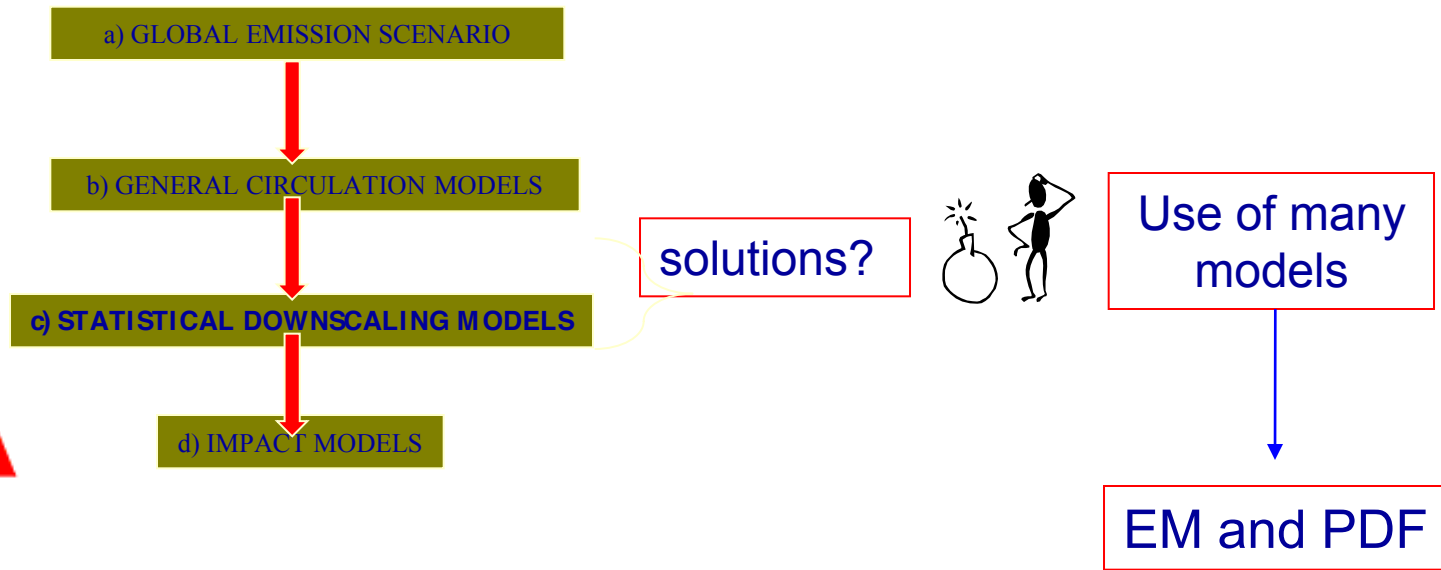 a) GLOBAL EMISSION SCENARIO
b) GENERAL CIRCULATION MODELS
c) STATISTICAL DOWNSCALING MODELS
d) IMPACT MODELS
solutions?
Use of many
models
EM and PDF